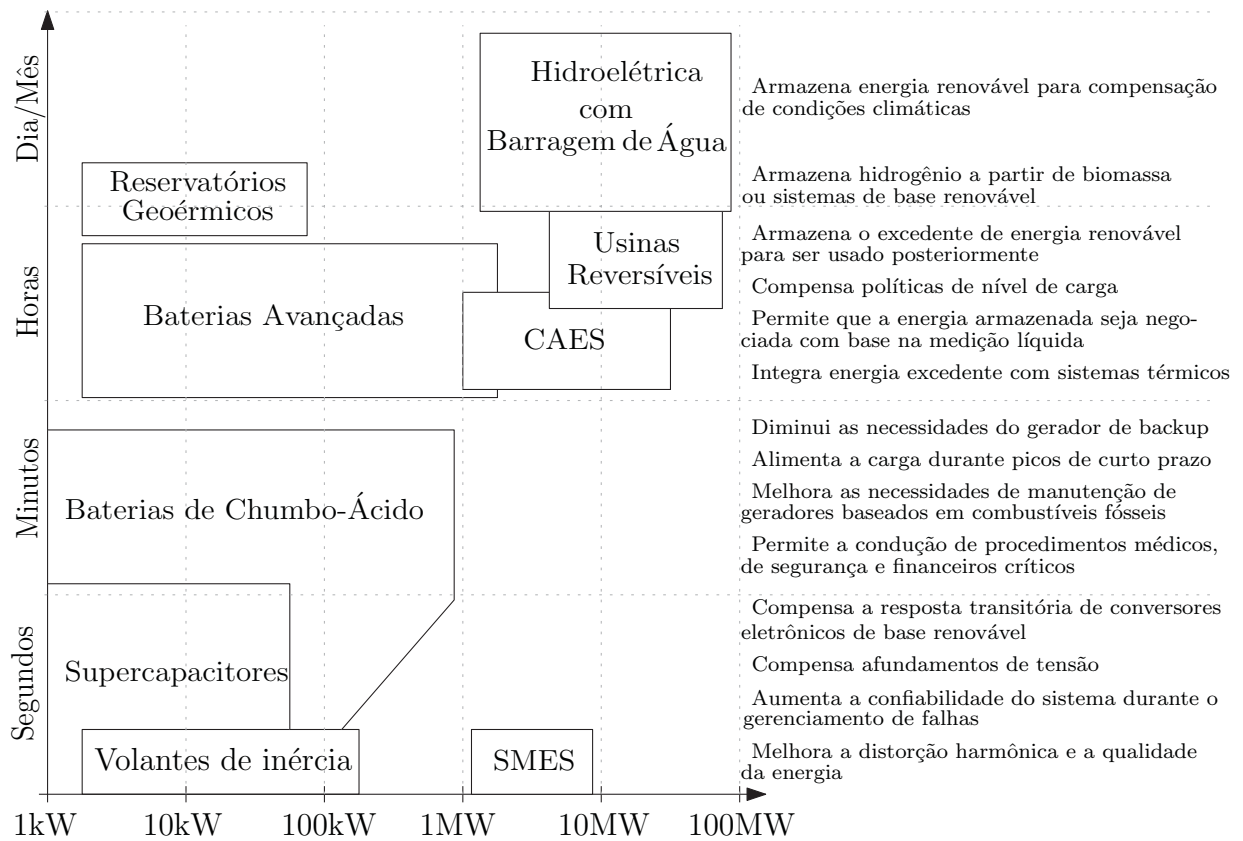 Dia/Mês
Hidroelétrica
com
Barragem de Água
Armazena energia renovável para compensação
de condições climáticas
Reservatórios
Geoérmicos
Armazena hidrogênio a partir de biomassa
ou sistemas de base renovável
Horas
Usinas
Reversíveis
Baterias Avançadas
CAES
Armazena o excedente de energia renovável
para ser usado posteriormente
Compensa políticas de nível de carga
Permite que a energia armazenada seja nego-
ciada com base na medição líquida
Integra energia excedente com sistemas térmicos
Minutos
Baterias de Chumbo-Ácido
Diminui as necessidades do gerador de backup
Alimenta a carga durante picos de curto prazo
Melhora as necessidades de manutenção de
geradores baseados em combustíveis fósseis
Permite a condução de procedimentos médicos,
de segurança e financeiros críticos
Segundos
Supercapacitores
Volantes de inércia
SMES
Compensa a resposta transitória de conversores
eletrônicos de base renovável
Compensa afundamentos de tensão
Aumenta a confiabilidade do sistema durante o
gerenciamento de falhas
Melhora a distorção harmônica e a qualidade
da energia
1kW 10kW 100kW 1MW 10MW 100MW